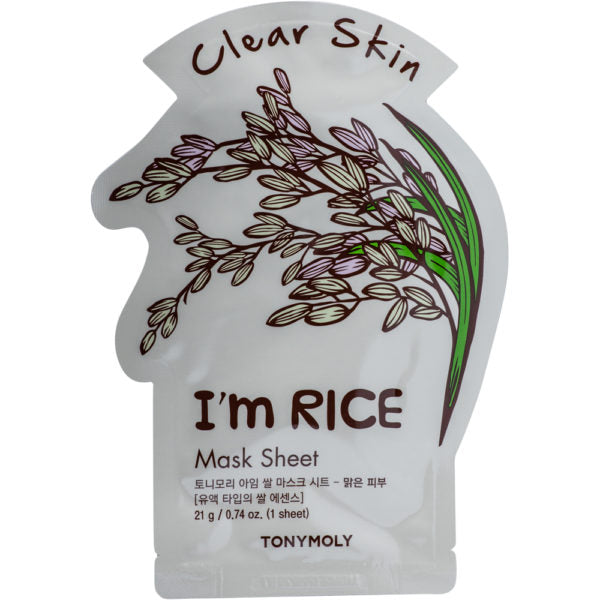 Clear Skin
I'm RICE
Mask Sheet
토니모리 아임 쌀 마스크 시트 - 맑은 피부
[유액 타입의 쌀 에센스]
21 g / 0.74 oz. (1 sheet)
TONYMOLY